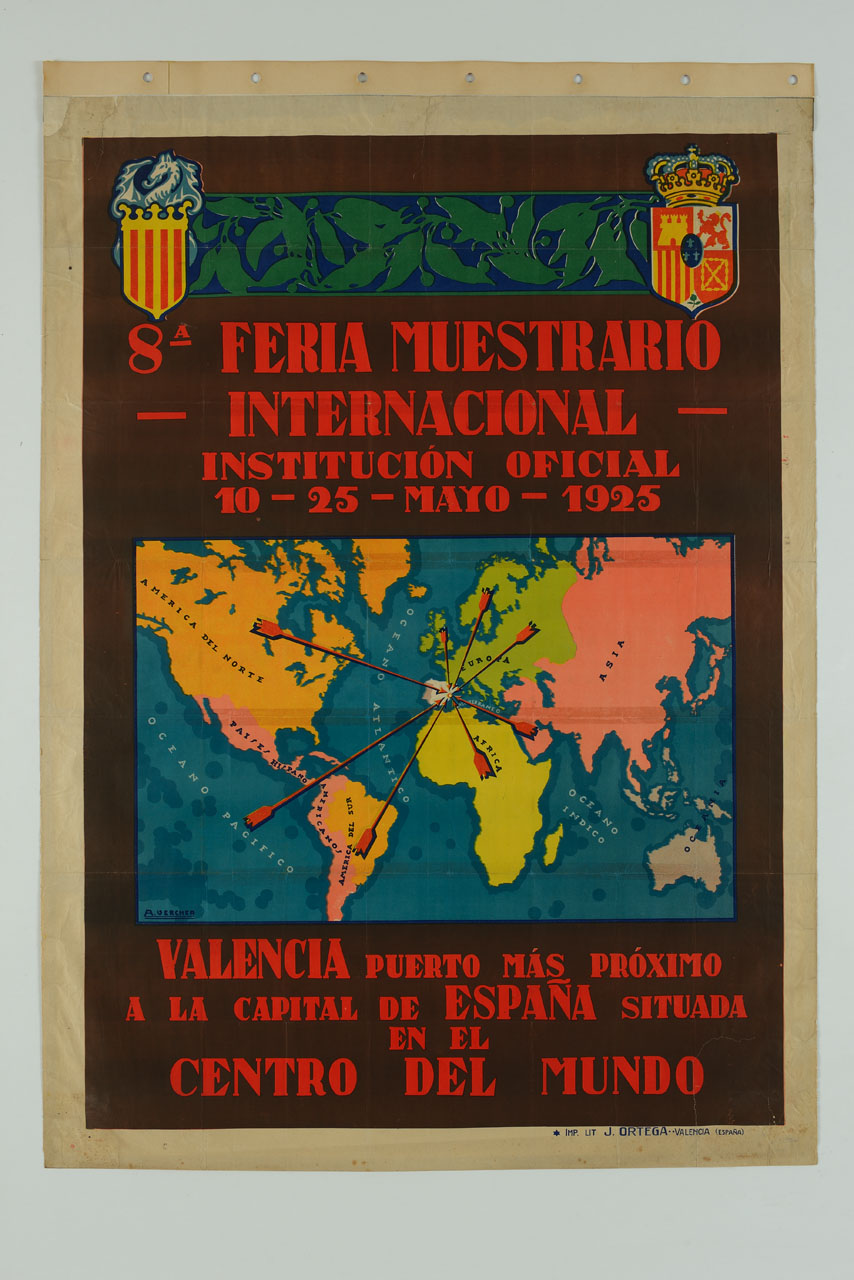 8ª FERIA MUESTRARIO
— INTERNACIONAL —
INSTITUCIÓN OFICIAL
10 – 25 – MAYO – 1925
AMERICA DEL NORTE
OCEANO ATLANTICO
EUROPA
ASIA
PAISES HISPANO AMERICANOS
AFRICA
OCEANO PACIFICO
AMERICA DEL SUR
OCEANO INDICO
OCEANIA
A. VERCHER
VALENCIA PUERTO MÁS PRÓXIMO
A LA CAPITAL DE ESPAÑA SITUADA
EN EL
CENTRO DEL MUNDO
* IMP. LIT J. ORTEGA--VALENCIA (ESPAÑA)